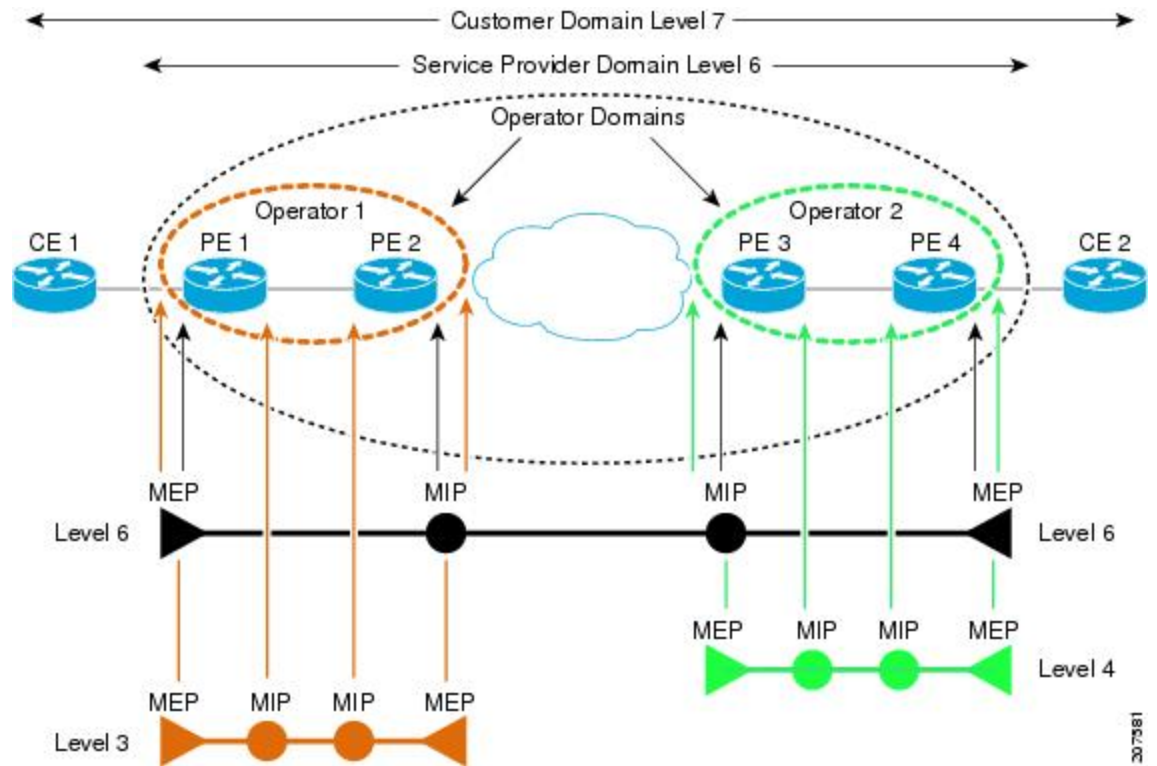 Customer Domain Level 7
Service Provider Domain Level 6
Operator Domains
Operator 1
Operator 2
CE 1
PE 1
PE 2
PE 3
PE 4
CE 2
MEP
MIP
MIP
MEP
Level 6
Level 6
MEP
MIP
MIP
MEP
Level 4
MEP
MIP
MIP
MEP
Level 3
207581